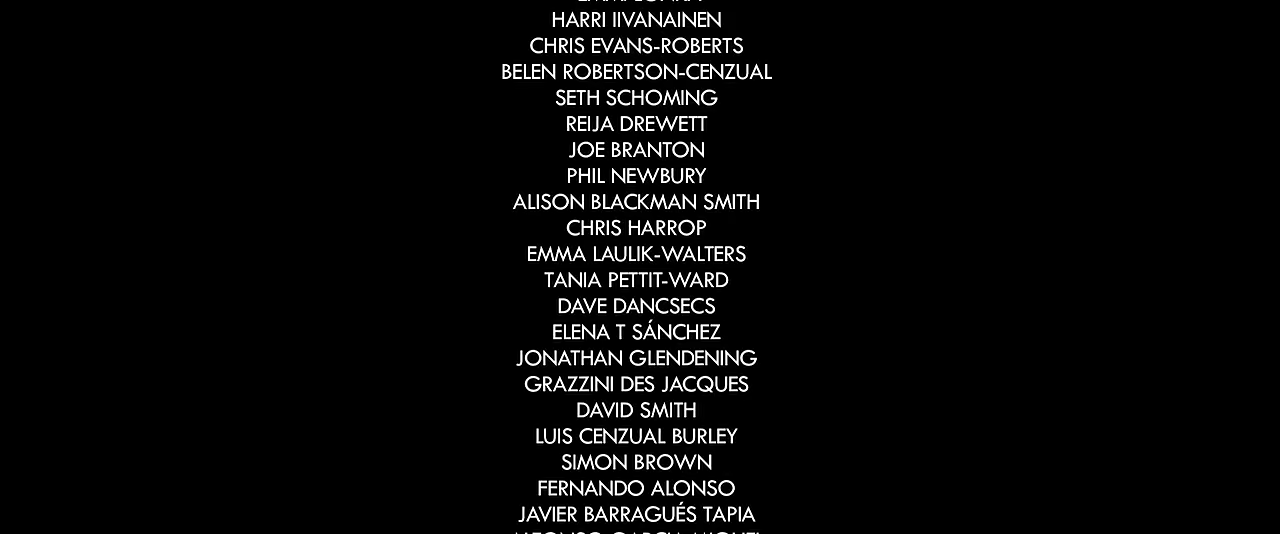 HARRI IIVANAINEN
CHRIS EVANS-ROBERTS
BELEN ROBERTSON-CENZUAL
SETH SCHOMING
REIJA DREWETT
JOE BRANTON
PHIL NEWBURY
ALISON BLACKMAN SMITH
CHRIS HARROP
EMMA LAULIK-WALTERS
TANIA PETTIT-WARD
DAVE DANCSECS
ELENA T SÁNCHEZ
JONATHAN GLENDENING
GRAZZINI DES JACQUES
DAVID SMITH
LUIS CENZUAL BURLEY
SIMON BROWN
FERNANDO ALONSO
JAVIER BARRAGUÉS TAPIA